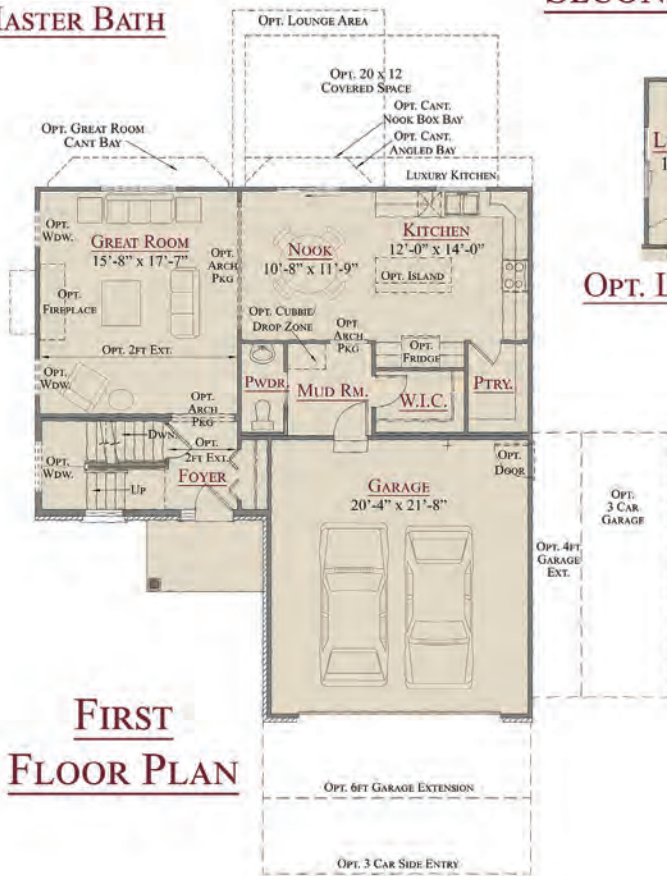 MASTER BATH
OPT. LOUNGE AREA
OPT. 20 X 12
COVERED SPACE
OPT. CANT.
NOOK BOX BAY
OPT. CANT.
ANGLED BAY
OPT. GREAT ROOM
CANT BAY
LUXURY KITCHEN
OPT.
WDW.
GREAT ROOM
15'-8" X 17'-7"
OPT.
ARCH
PKG
NOOK
10'-8" X 11'-9"
KITCHEN
12'-0" X 14'-0"
OPT. ISLAND
OPT.
FIREPLACE
OPT. CUBBIE/
DROP ZONE
OPT.
ARCH
PKG
OPT.
FRIDGE
OPT. 2FT EXT.
OPT.
WDW.
PWDR.
MUD RM.
W.I.C.
PTRY.
OPT.
ARCH
PKG
DWN.
OPT.
2FT EXT.
OPT.
WDW.
UP
FOYER
OPT.
DOOR
GARAGE
20'-4" X 21'-8"
OPT.
3 CAR
GARAGE
OPT. 4FT
GARAGE
EXT.
FIRST
FLOOR PLAN
OPT. 6FT GARAGE EXTENSION
OPT. 3 CAR SIDE ENTRY
OPT.